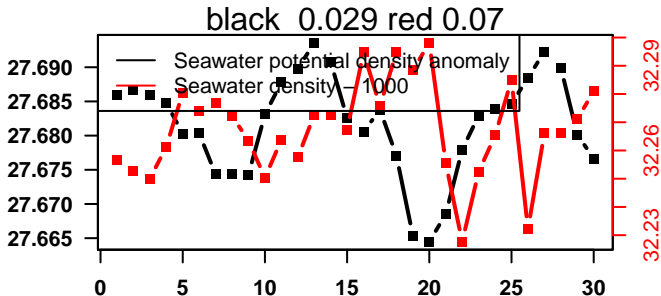 black  0.029 red 0.07
Seawater potential density anomaly
Seawater density − 1000
27.690
27.685
27.680
27.675
27.670
27.665
32.29
32.26
32.23
0 5 10 15 20 25 30